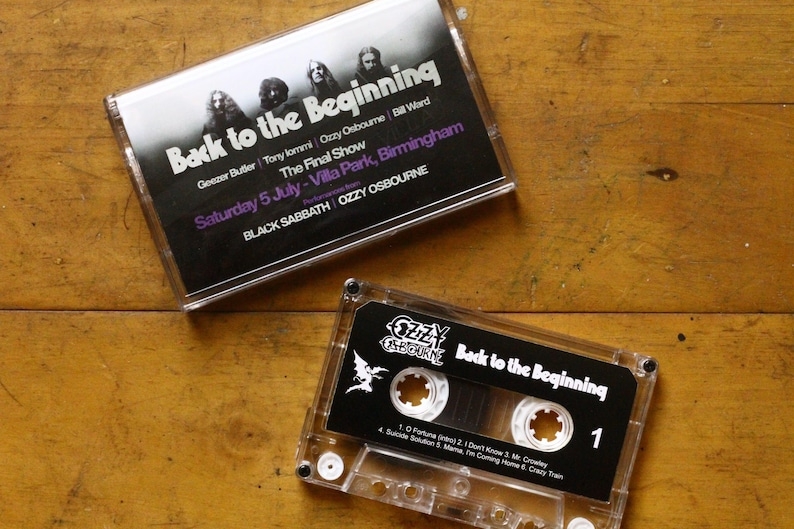 Back to the Beginning
Geezer Butler | Tony Iommi | Ozzy Osbourne | Bill Ward
The Final Show
Saturday 5 July - Villa Park, Birmingham
Performances from
BLACK SABBATH | OZZY OSBOURNE
OZZY
OSBOURNE
Back to the Beginning
1
1. O Fortuna (intro) 2. I Don't Know 3. Mr. Crowley
4. Suicide Solution 5. Mama, I'm Coming Home 6. Crazy Train